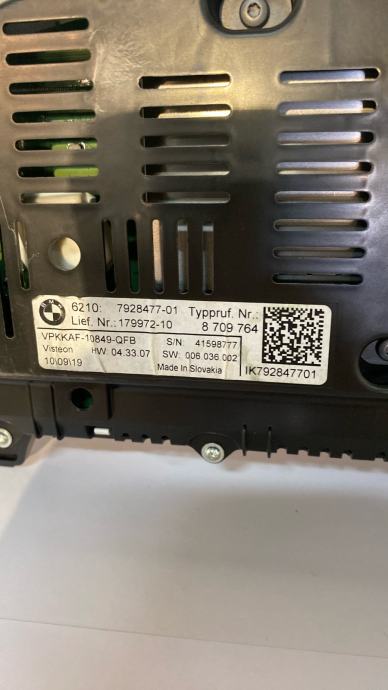 BMW
6210: 7928477-01 Typpruf. Nr.:
Lief. Nr.:179972-10 8 709 764
VPKKAF-10849-QFB S/N: 41598777
Visteon HW: 04.33.07 SW: 006.036.002
10\09\19 Made In Slovakia IK792847701